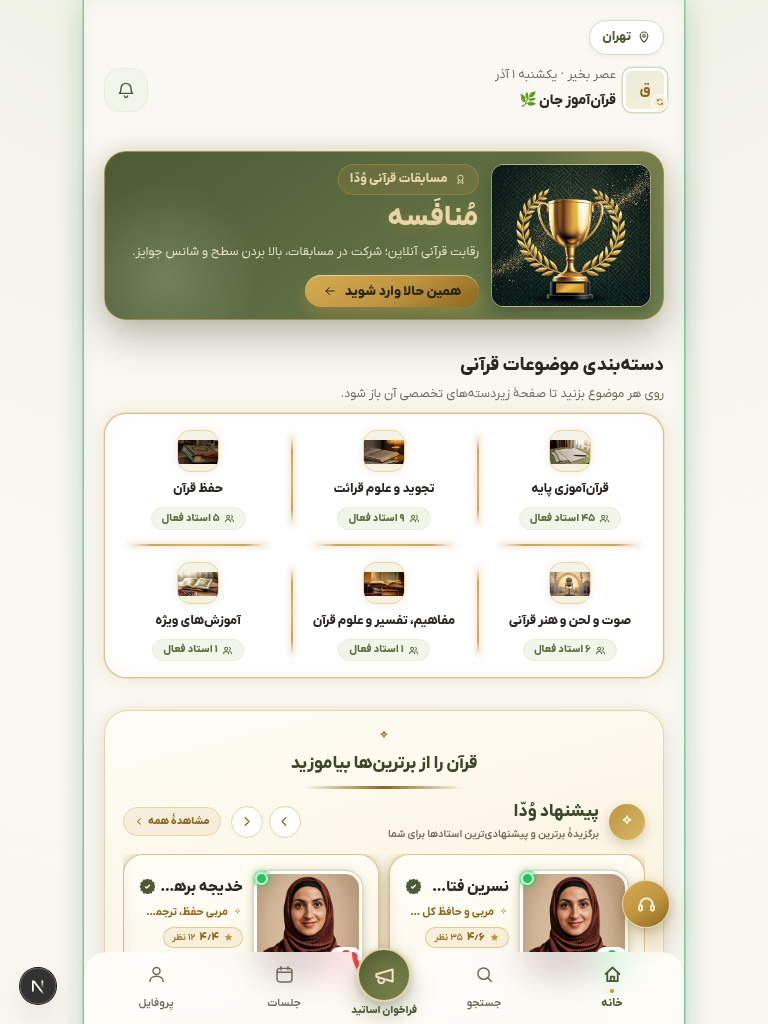 تهران
ق
عصر بخیر · یکشنبه ۱ آذر
قرآن‌آموز جان 🌿
مسابقات قرآنی وُدّا
مُنافَسه
رقابت قرآنی آنلاین؛ شرکت در مسابقات، بالا بردن سطح و شانس جوایز.
همین حالا وارد شوید ←
دسته‌بندی موضوعات قرآنی
روی هر موضوع بزنید تا صفحهٔ زیردسته‌های تخصصی آن باز شود.
قرآن‌آموزی پایه
۴۵ استاد فعال
تجوید و علوم قرائت
۹ استاد فعال
حفظ قرآن
۵ استاد فعال
صوت و لحن و هنر قرآنی
۶ استاد فعال
مفاهیم، تفسیر و علوم قرآن
۱ استاد فعال
آموزش‌های ویژه
۱ استاد فعال
قرآن را از برترین‌ها بیاموزید
پیشنهاد وُدّا
برگزیدهٔ برترین و پیشنهادی‌ترین استادها برای شما
مشاهدهٔ همه
نسرین فتا...
مربی و حافظ کل ...
۴/۶ ۳۵ نظر
خدیجه بره‍...
مربی حفظ، ترجم...
۴/۴ ۱۲ نظر
خانه
جستجو
فراخوان اساتید
جلسات
پروفایل
N